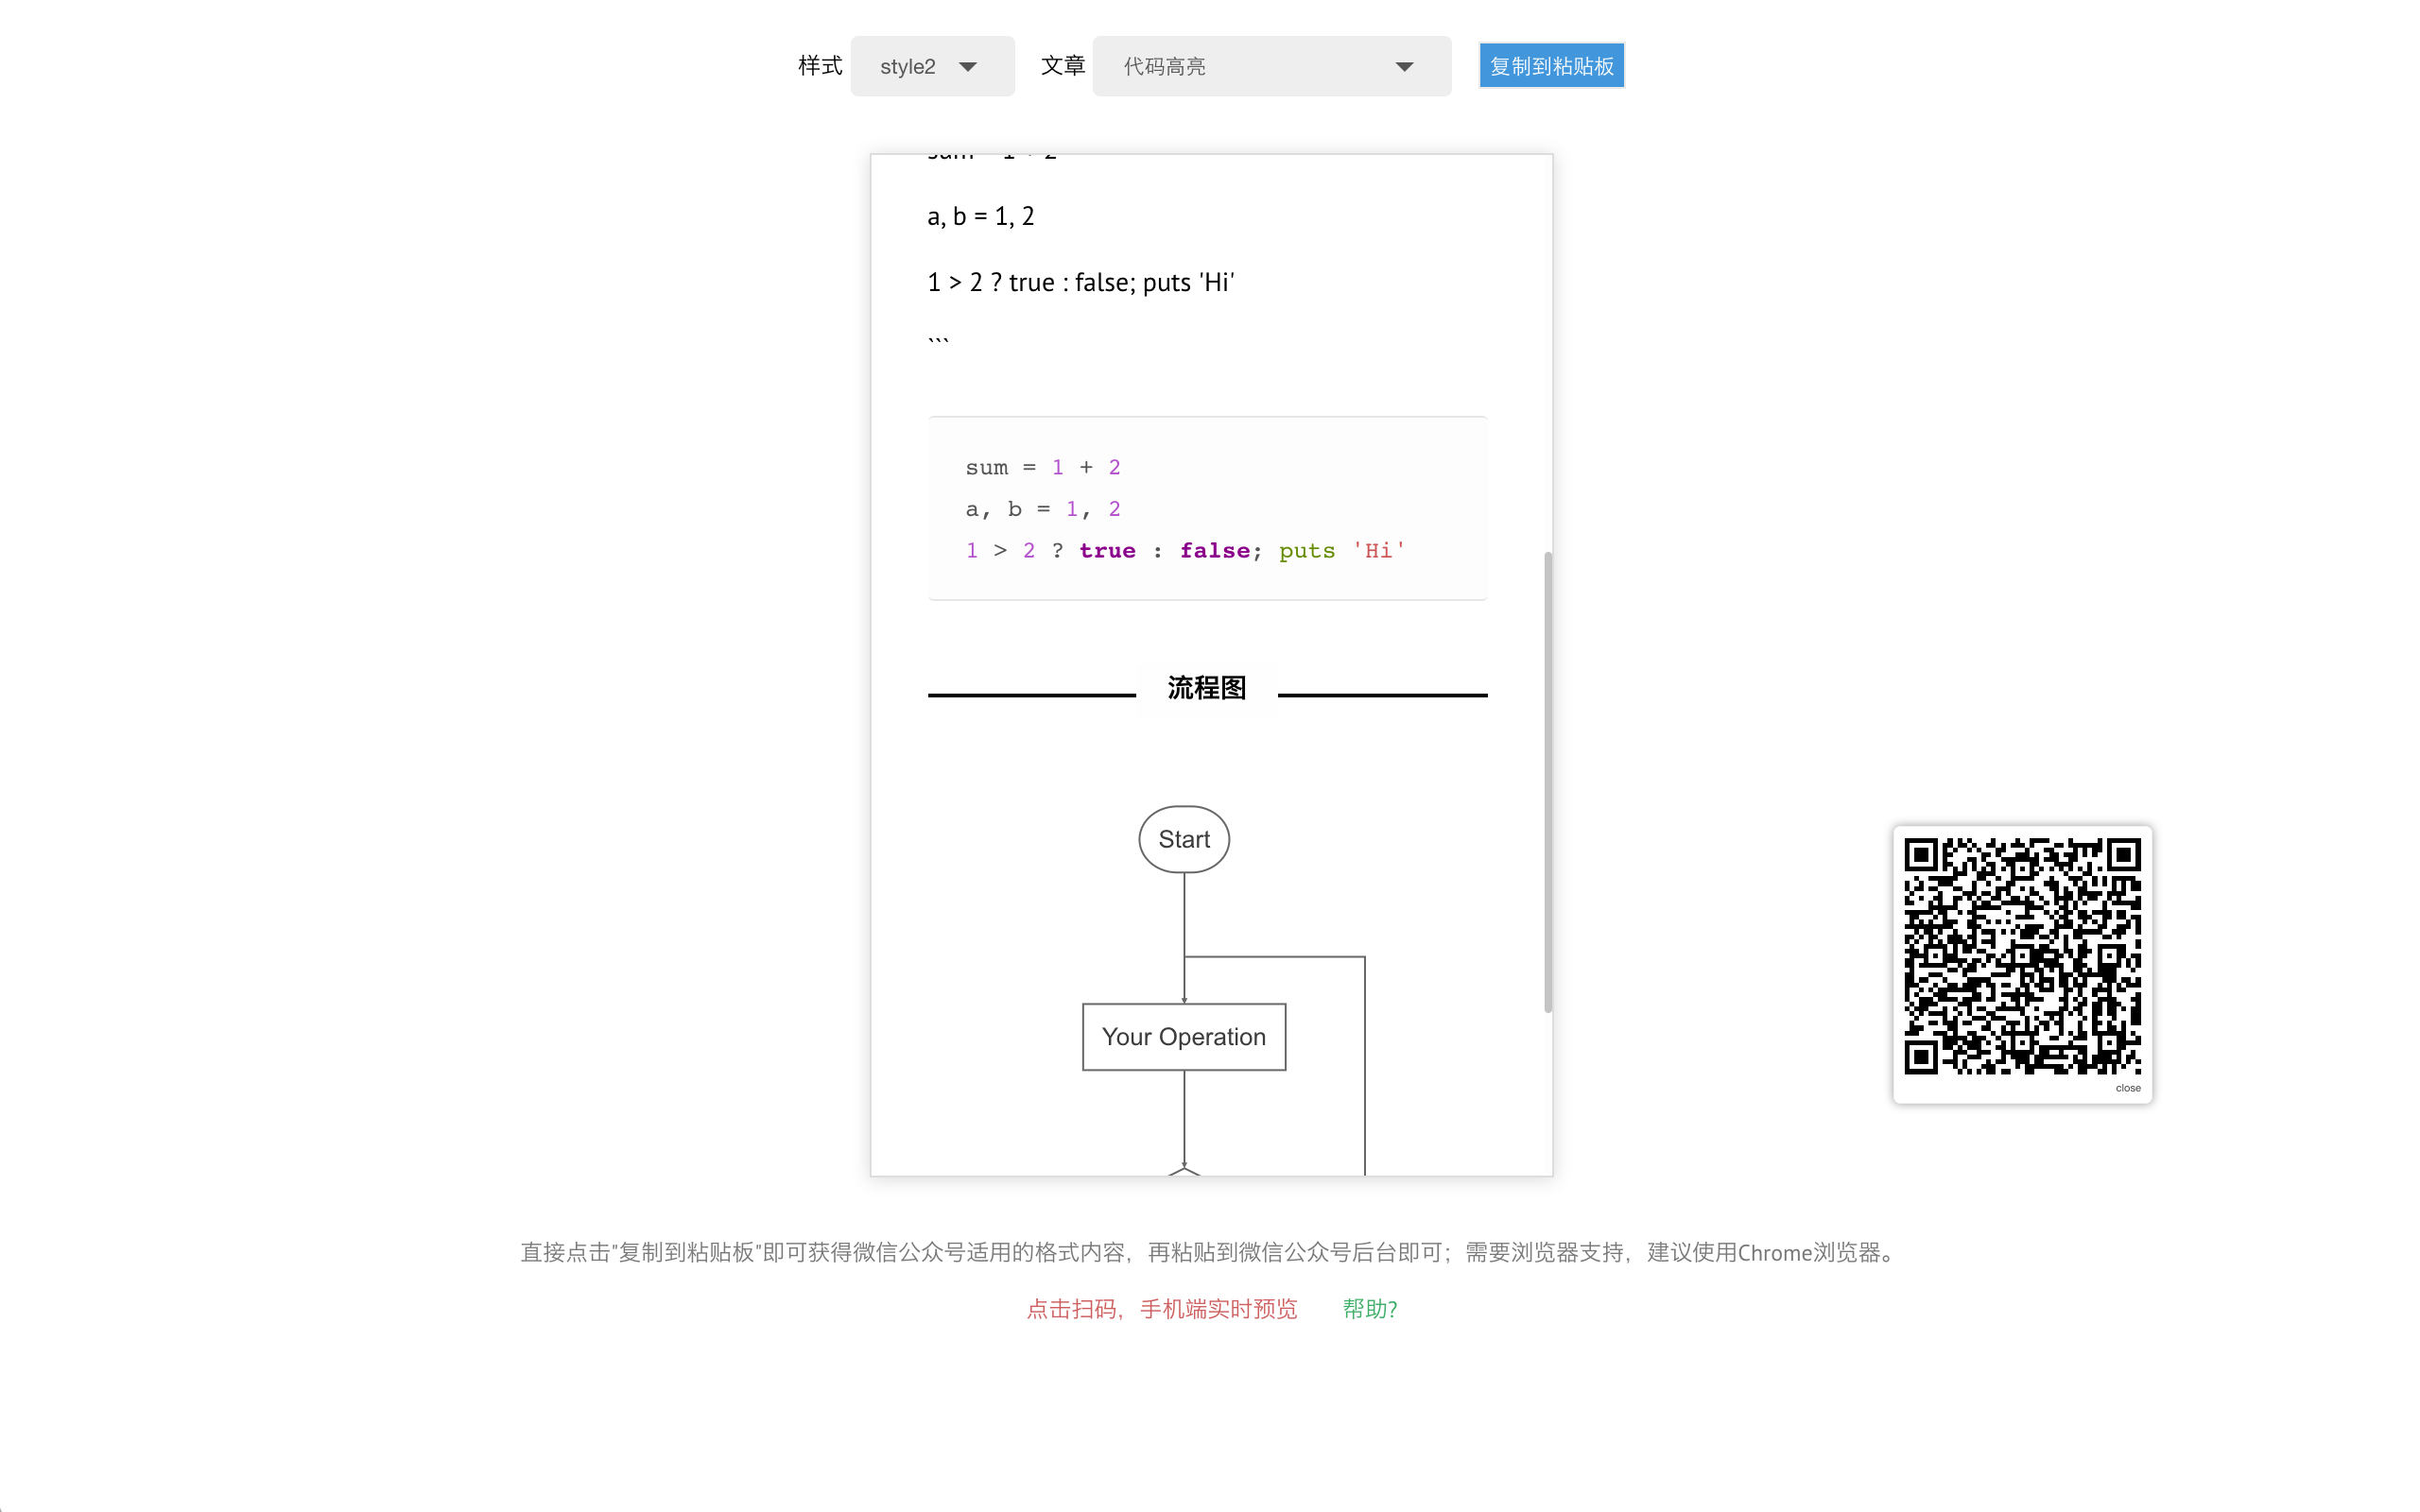 样式 style2 文章 代码高亮 复制到粘贴板
sum = 1 + 2
a, b = 1, 2
1 > 2 ? true : false; puts 'Hi'
```
sum = 1 + 2
a, b = 1, 2
1 > 2 ? true : false; puts 'Hi'
流程图
Start
Your Operation
close
直接点击"复制到粘贴板"即可获得微信公众号适用的格式内容，再粘贴到微信公众号后台即可；需要浏览器支持，建议使用Chrome浏览器。
点击扫码，手机端实时预览 帮助?